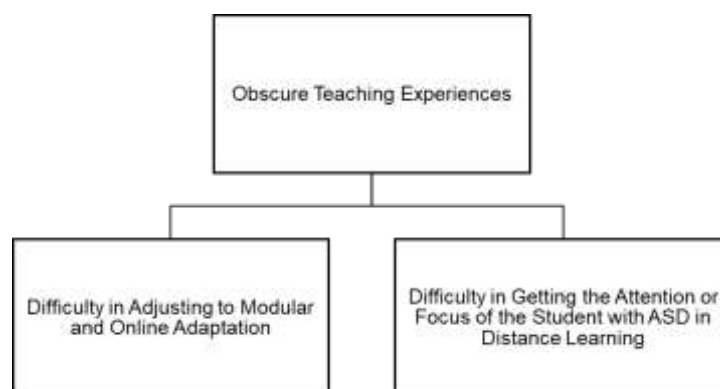 Obscure Teaching Experiences
Difficulty in Adjusting to Modular
and Online Adaptation
Difficulty in Getting the Attention or
Focus of the Student with ASD in
Distance Learning